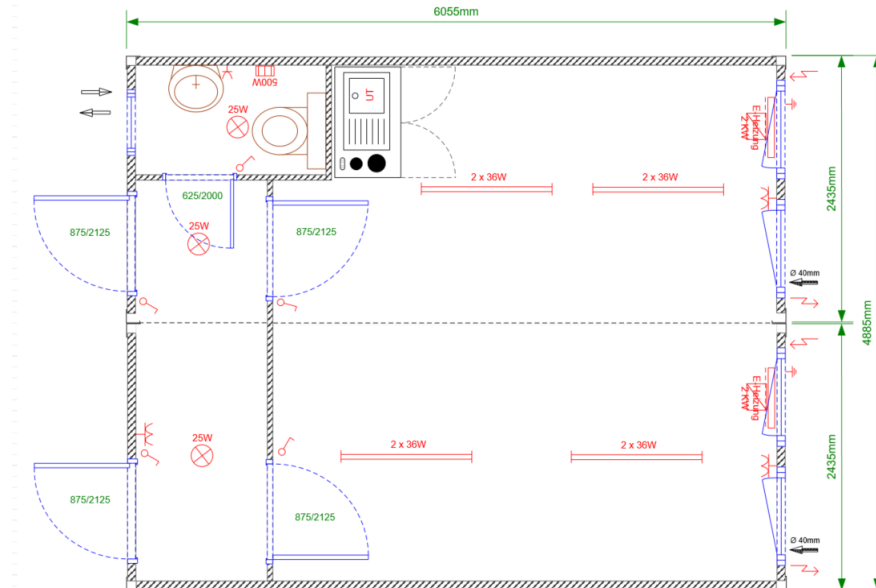 6055mm
500W
25W
UT
E-Heizung
2 KW
625/2000
2 x 36W
2 x 36W
2435mm
875/2125
25W
875/2125
Ø 40mm
4885mm
E-Heizung
2 KW
25W
2 x 36W
2 x 36W
2435mm
875/2125
875/2125
Ø 40mm